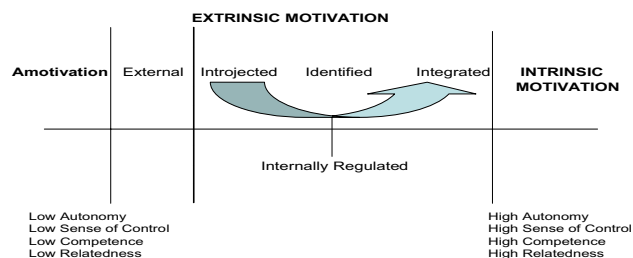 EXTRINSIC MOTIVATION
Amotivation External Introjected Identified Integrated INTRINSIC
MOTIVATION
Internally Regulated
Low Autonomy
Low Sense of Control
Low Competence
Low Relatedness
High Autonomy
High Sense of Control
High Competence
High Relatedness